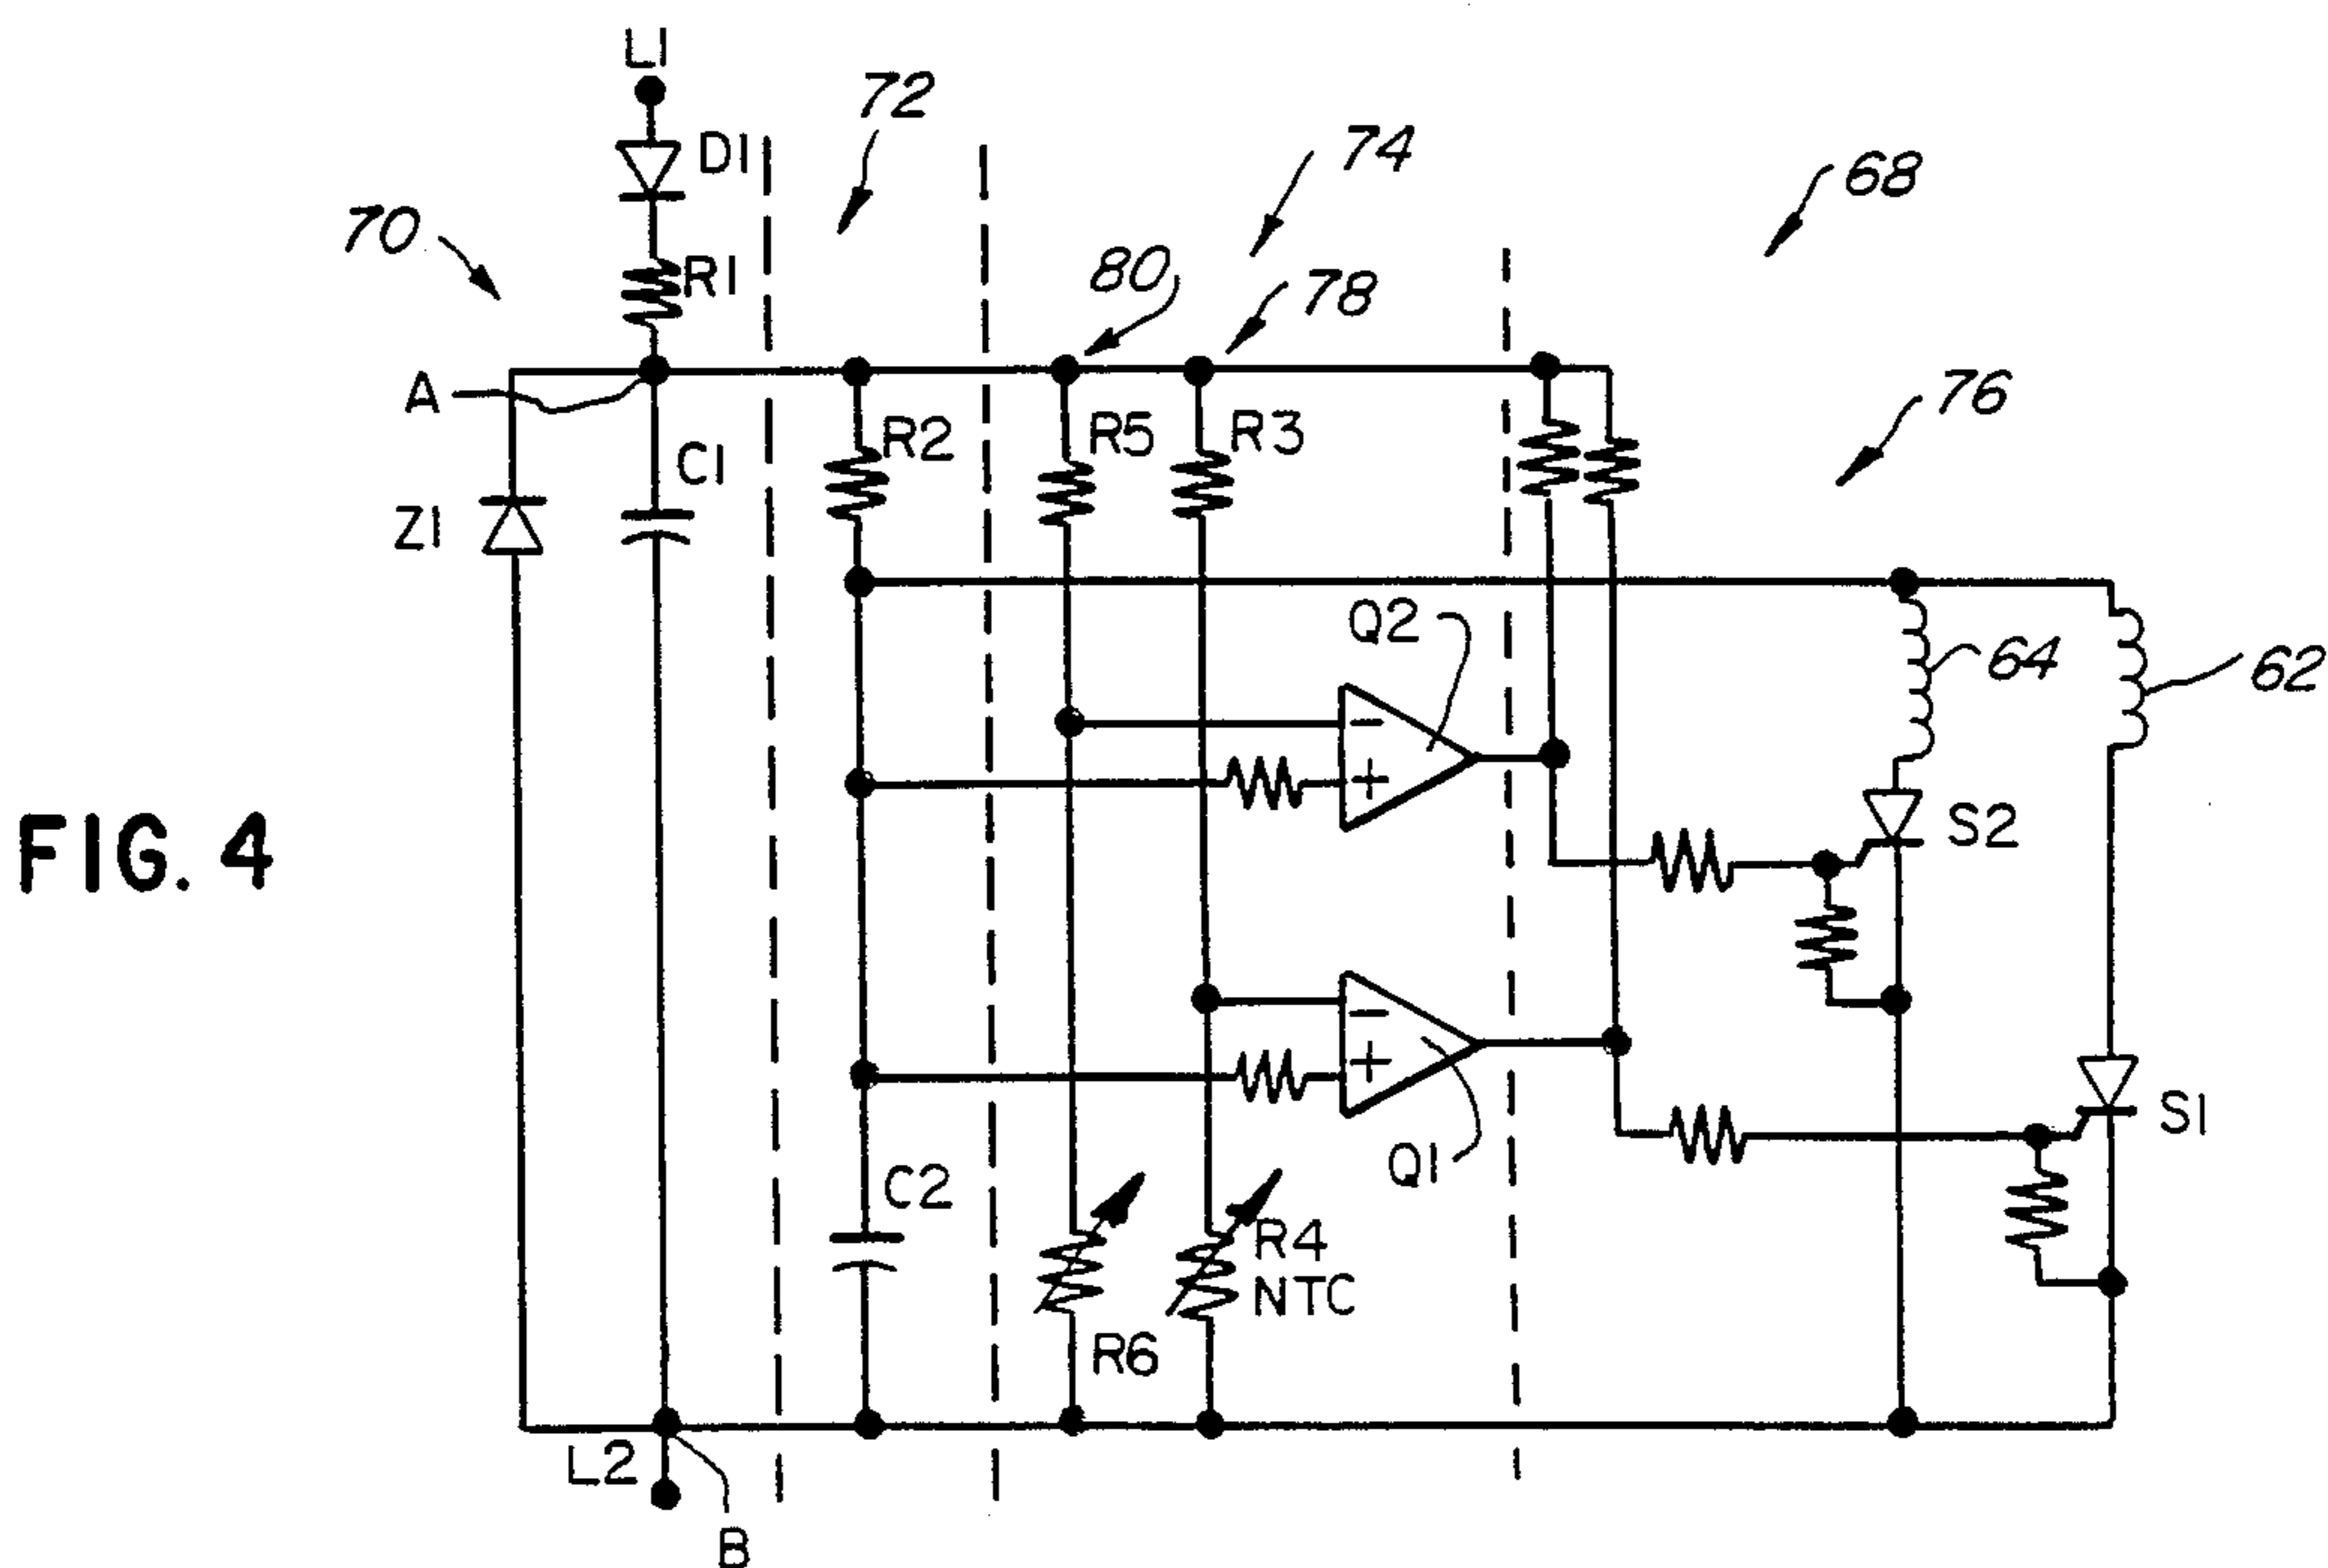 L1
72
D1
74
68
70
R1
80
78
A
76
R2
R5
R3
C1
Z1
Q2
64
62
−
+
S2
FIG. 4
−
+
S1
Q1
C2
R4
NTC
R6
L2
B